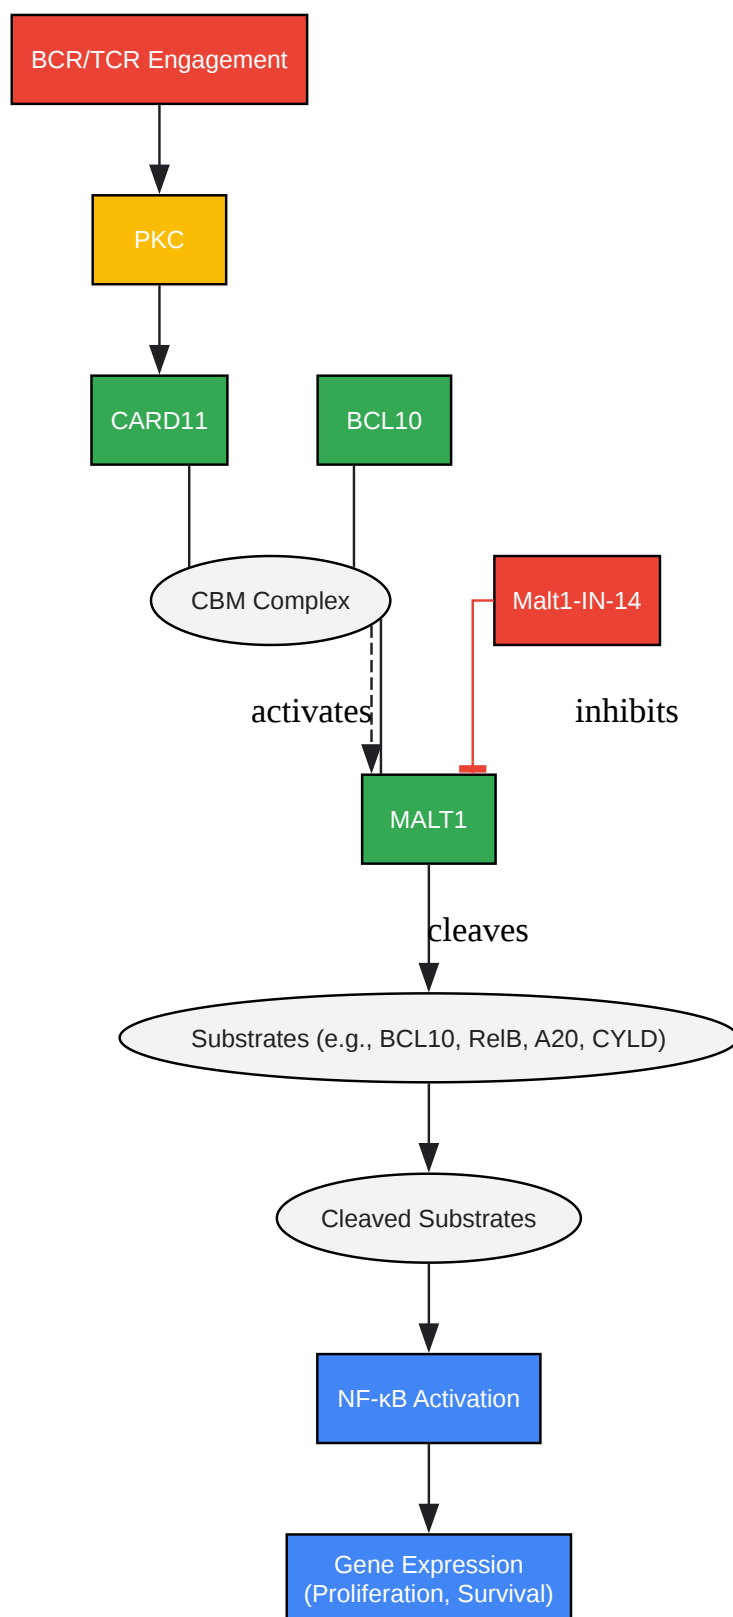 BCR/TCR Engagement
PKC
CARD11
BCL10
CBM Complex
Malt1-IN-14
activates
inhibits
MALT1
cleaves
Substrates (e.g., BCL10, RelB, A20, CYLD)
Cleaved Substrates
NF-κB Activation
Gene Expression
(Proliferation, Survival)